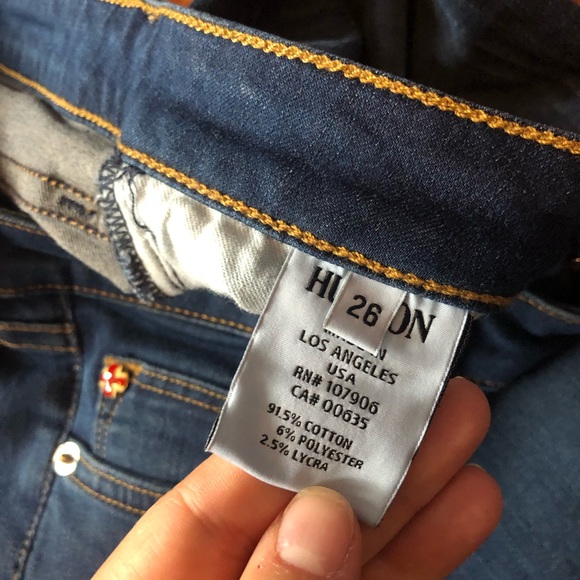 HU ON
26
LOS ANGELES
USA
RN# 107906
CA# 00635
91.5% COTTON
6% POLYESTER
2.5% LYCRA